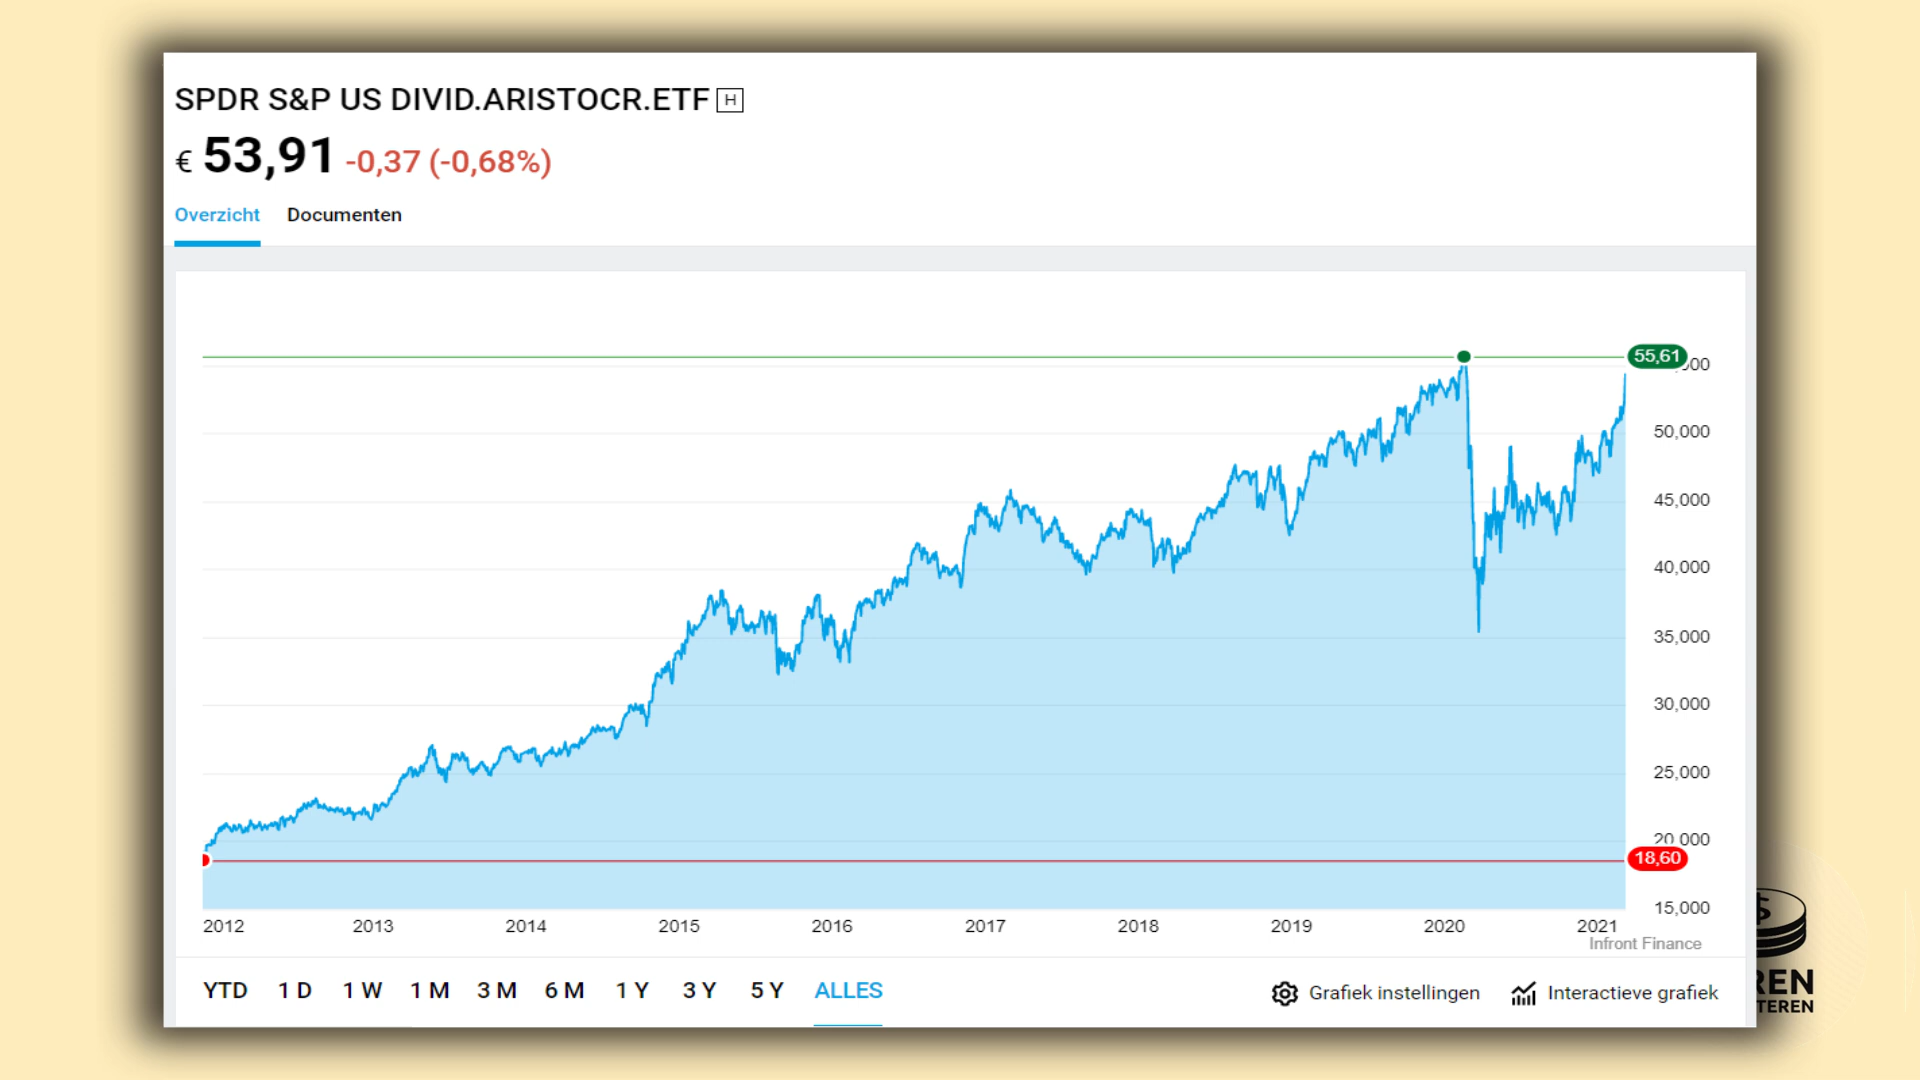 SPDR S&P US DIVID.ARISTOCR.ETF H
€ 53,91 -0,37 (-0,68%)
Overzicht Documenten
55,61
50,000
45,000
40,000
35,000
30,000
25,000
20,000
18,60
15,000
2012 2013 2014 2015 2016 2017 2018 2019 2020 2021
Infront Finance
YTD 1 D 1 W 1 M 3 M 6 M 1 Y 3 Y 5 Y ALLES
Grafiek instellingen Interactieve grafiek